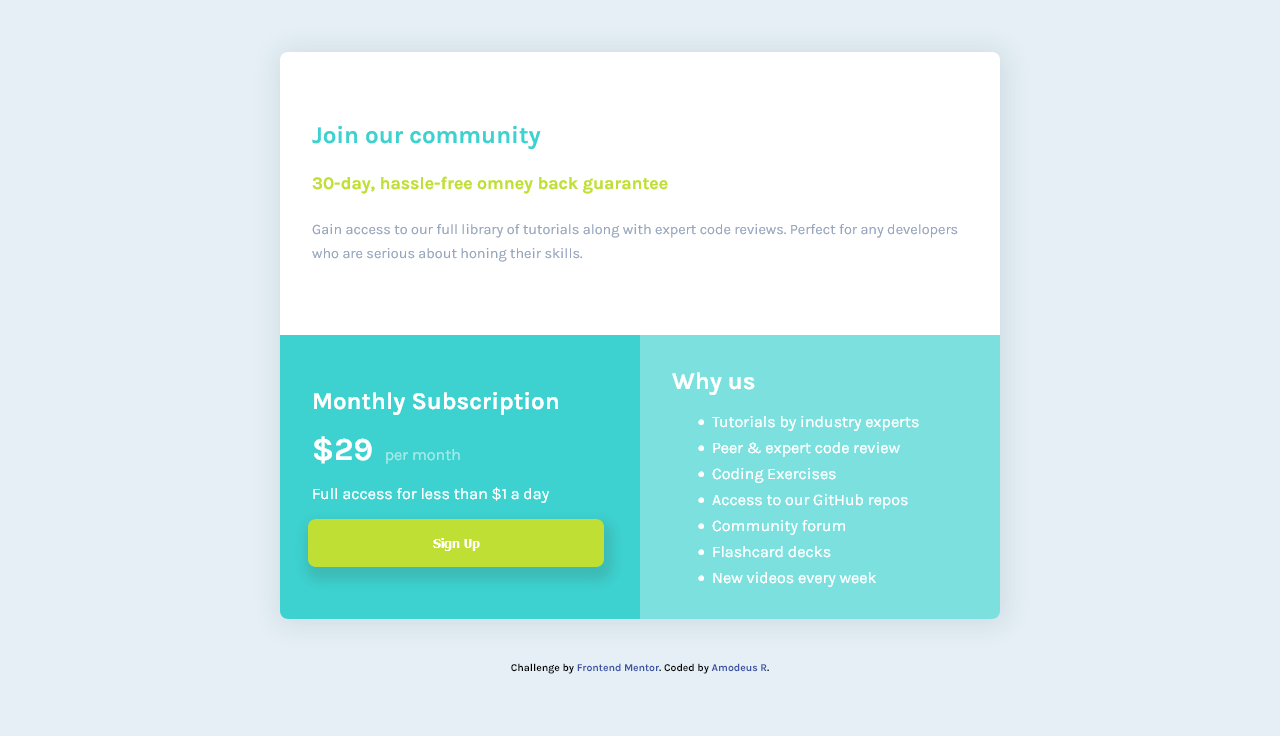 Join our community
30-day, hassle-free omney back guarantee
Gain access to our full library of tutorials along with expert code reviews. Perfect for any developers
who are serious about honing their skills.
Monthly Subscription
$29 per month
Full access for less than $1 a day
Sign Up
Why us
Tutorials by industry experts
Peer & expert code review
Coding Exercises
Access to our GitHub repos
Community forum
Flashcard decks
New videos every week
Challenge by Frontend Mentor. Coded by Amodeus R.